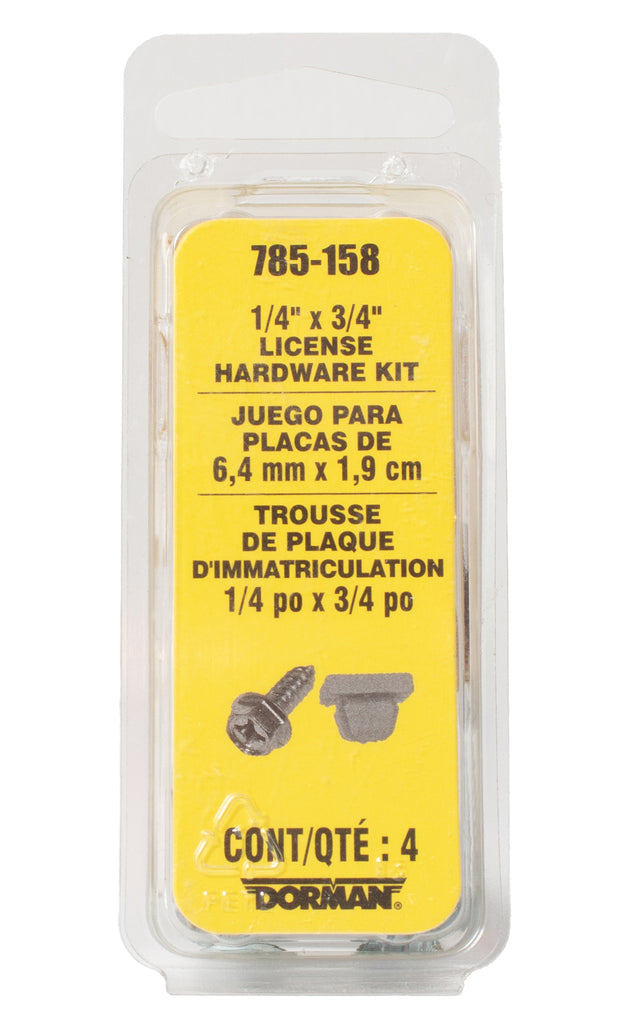 785-158
1/4" x 3/4"
LICENSE
HARDWARE KIT
JUEGO PARA
PLACAS DE
6,4 mm x 1,9 cm
TROUSSE
DE PLAQUE
D'IMMATRICULATION
1/4 po x 3/4 po
CONT/QTÉ : 4
DORMAN®